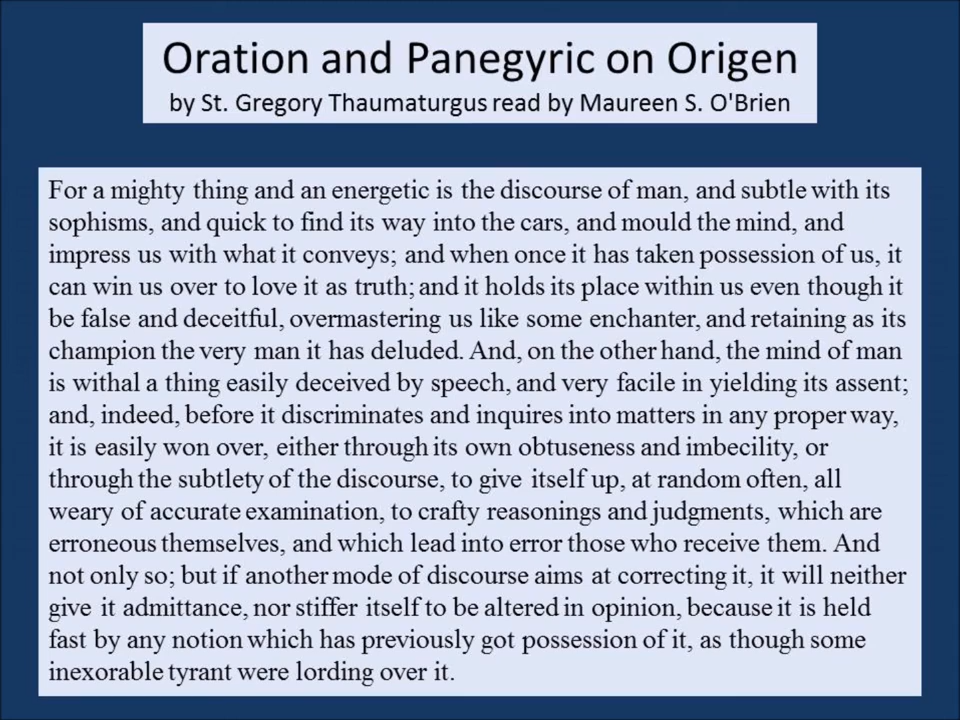 Oration and Panegyric on Origen
by St. Gregory Thaumaturgus read by Maureen S. O'Brien
For a mighty thing and an energetic is the discourse of man, and subtle with its
sophisms, and quick to find its way into the cars, and mould the mind, and
impress us with what it conveys; and when once it has taken possession of us, it
can win us over to love it as truth; and it holds its place within us even though it
be false and deceitful, overmastering us like some enchanter, and retaining as its
champion the very man it has deluded. And, on the other hand, the mind of man
is withal a thing easily deceived by speech, and very facile in yielding its assent;
and, indeed, before it discriminates and inquires into matters in any proper way,
it is easily won over, either through its own obtuseness and imbecility, or
through the subtlety of the discourse, to give itself up, at random often, all
weary of accurate examination, to crafty reasonings and judgments, which are
erroneous themselves, and which lead into error those who receive them. And
not only so; but if another mode of discourse aims at correcting it, it will neither
give it admittance, nor stiffer itself to be altered in opinion, because it is held
fast by any notion which has previously got possession of it, as though some
inexorable tyrant were lording over it.